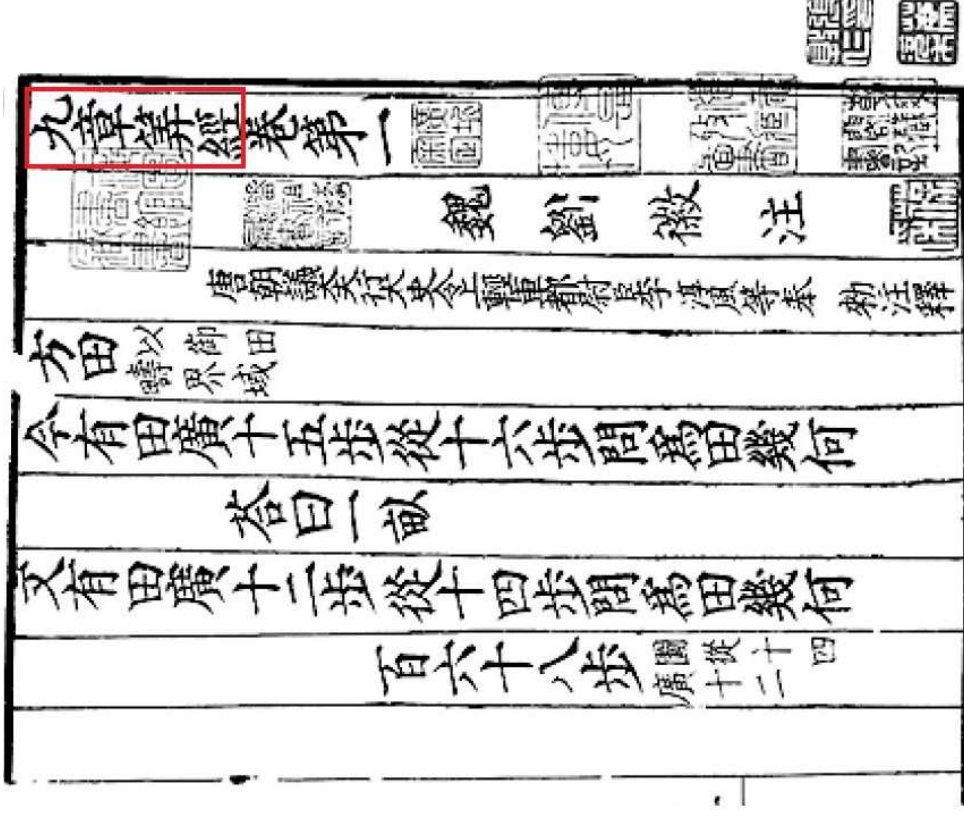 九章筭經卷第一
魏劉徽注
唐朝議大夫行太史令上輕車都尉臣李淳風等奉 勑注釋
方田以御田疇界域
今有田廣十五步從十六步問爲田幾何
荅曰一畝
又有田廣十二步從十四步問爲田幾何
百六十八步圖從十四廣十二